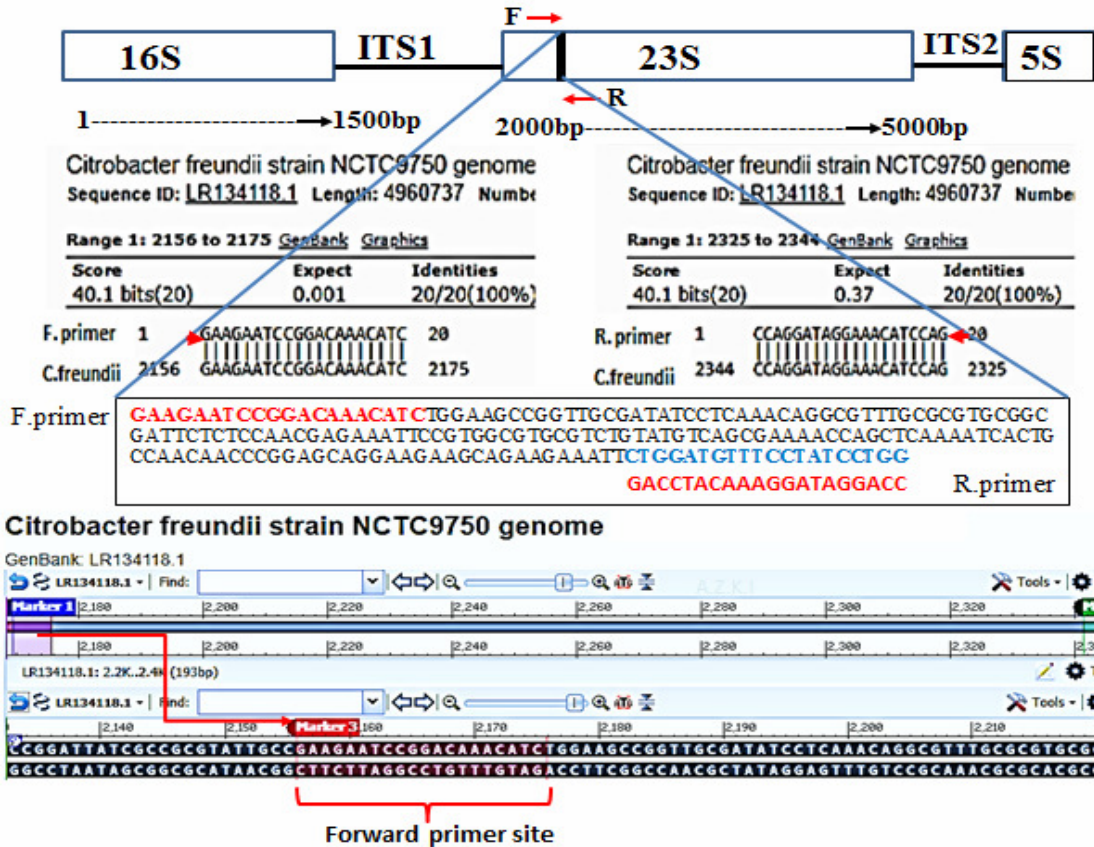 F
16S ITS1 23S ITS2 5S
R
1 1500bp 2000bp 5000bp
Citrobacter freundii strain NCTC9750 genome
Sequence ID: LR134118.1 Length: 4960737 Numbe
Range 1: 2156 to 2175 GenBank Graphics
Score Expect Identities
40.1 bits(20) 0.001 20/20(100%)
F.primer 1 GAAGAATCCGGACAAACATC 20
C.freundii 2156 GAAGAATCCGGACAAACATC 2175
Citrobacter freundii strain NCTC9750 genome
Sequence ID: LR134118.1 Length: 4960737 Number
Range 1: 2325 to 2344 GenBank Graphics
Score Expect Identities
40.1 bits(20) 0.37 20/20(100%)
R.primer 1 CCAGGATAGGAAACATCCAG 20
C.freundii 2344 CCAGGATAGGAAACATCCAG 2325
F.primer GAAGAATCCGGACAAACATCTGGAAGCCGGTTGCGATATCCTCAAACAGGCGTTTGCGCGTGCGGC
GATTCTCTCCAACGAGAAATTCCGTGGCGTGCGTCTGTATGTCAGCGAAAACCAGCTCAAAATCACTG
CCAACAACCCGGAGCAGGAAGAAGCAGAAGAAATTCTGGATGTTTCCTATCCTGG
GACCTACAAAGGATAGGACC R.primer
Citrobacter freundii strain NCTC9750 genome
GenBank: LR134118.1
LR134118.1 Find: A.Z.K.I Tools
Marker 1 2,180 2,200 2,220 2,240 2,260 2,280 2,300 2,320
2,180 2,200 2,220 2,240 2,260 2,280 2,300 2,320 2,3
LR134118.1: 2.2K..2.4K (193bp)
LR134118.1 Find: Tools
2,140 2,150 Marker 3 160 2,170 2,180 2,190 2,200 2,210
CCGGATTATCGCCGCGTATTGCCGAAGAATCCGGACAAACATCTGGAAGCCGGTTGCGATATCCTCAAACAGGCGTTTGCGCGTGCG
GGCCTAATAGCGGCGCATAACGGCTTCTTAGGCCTGTTTGTAGACCTTCGGCCAACGCTATAGGAGTTTGTCCGCAAACGCGCACGC
Forward primer site